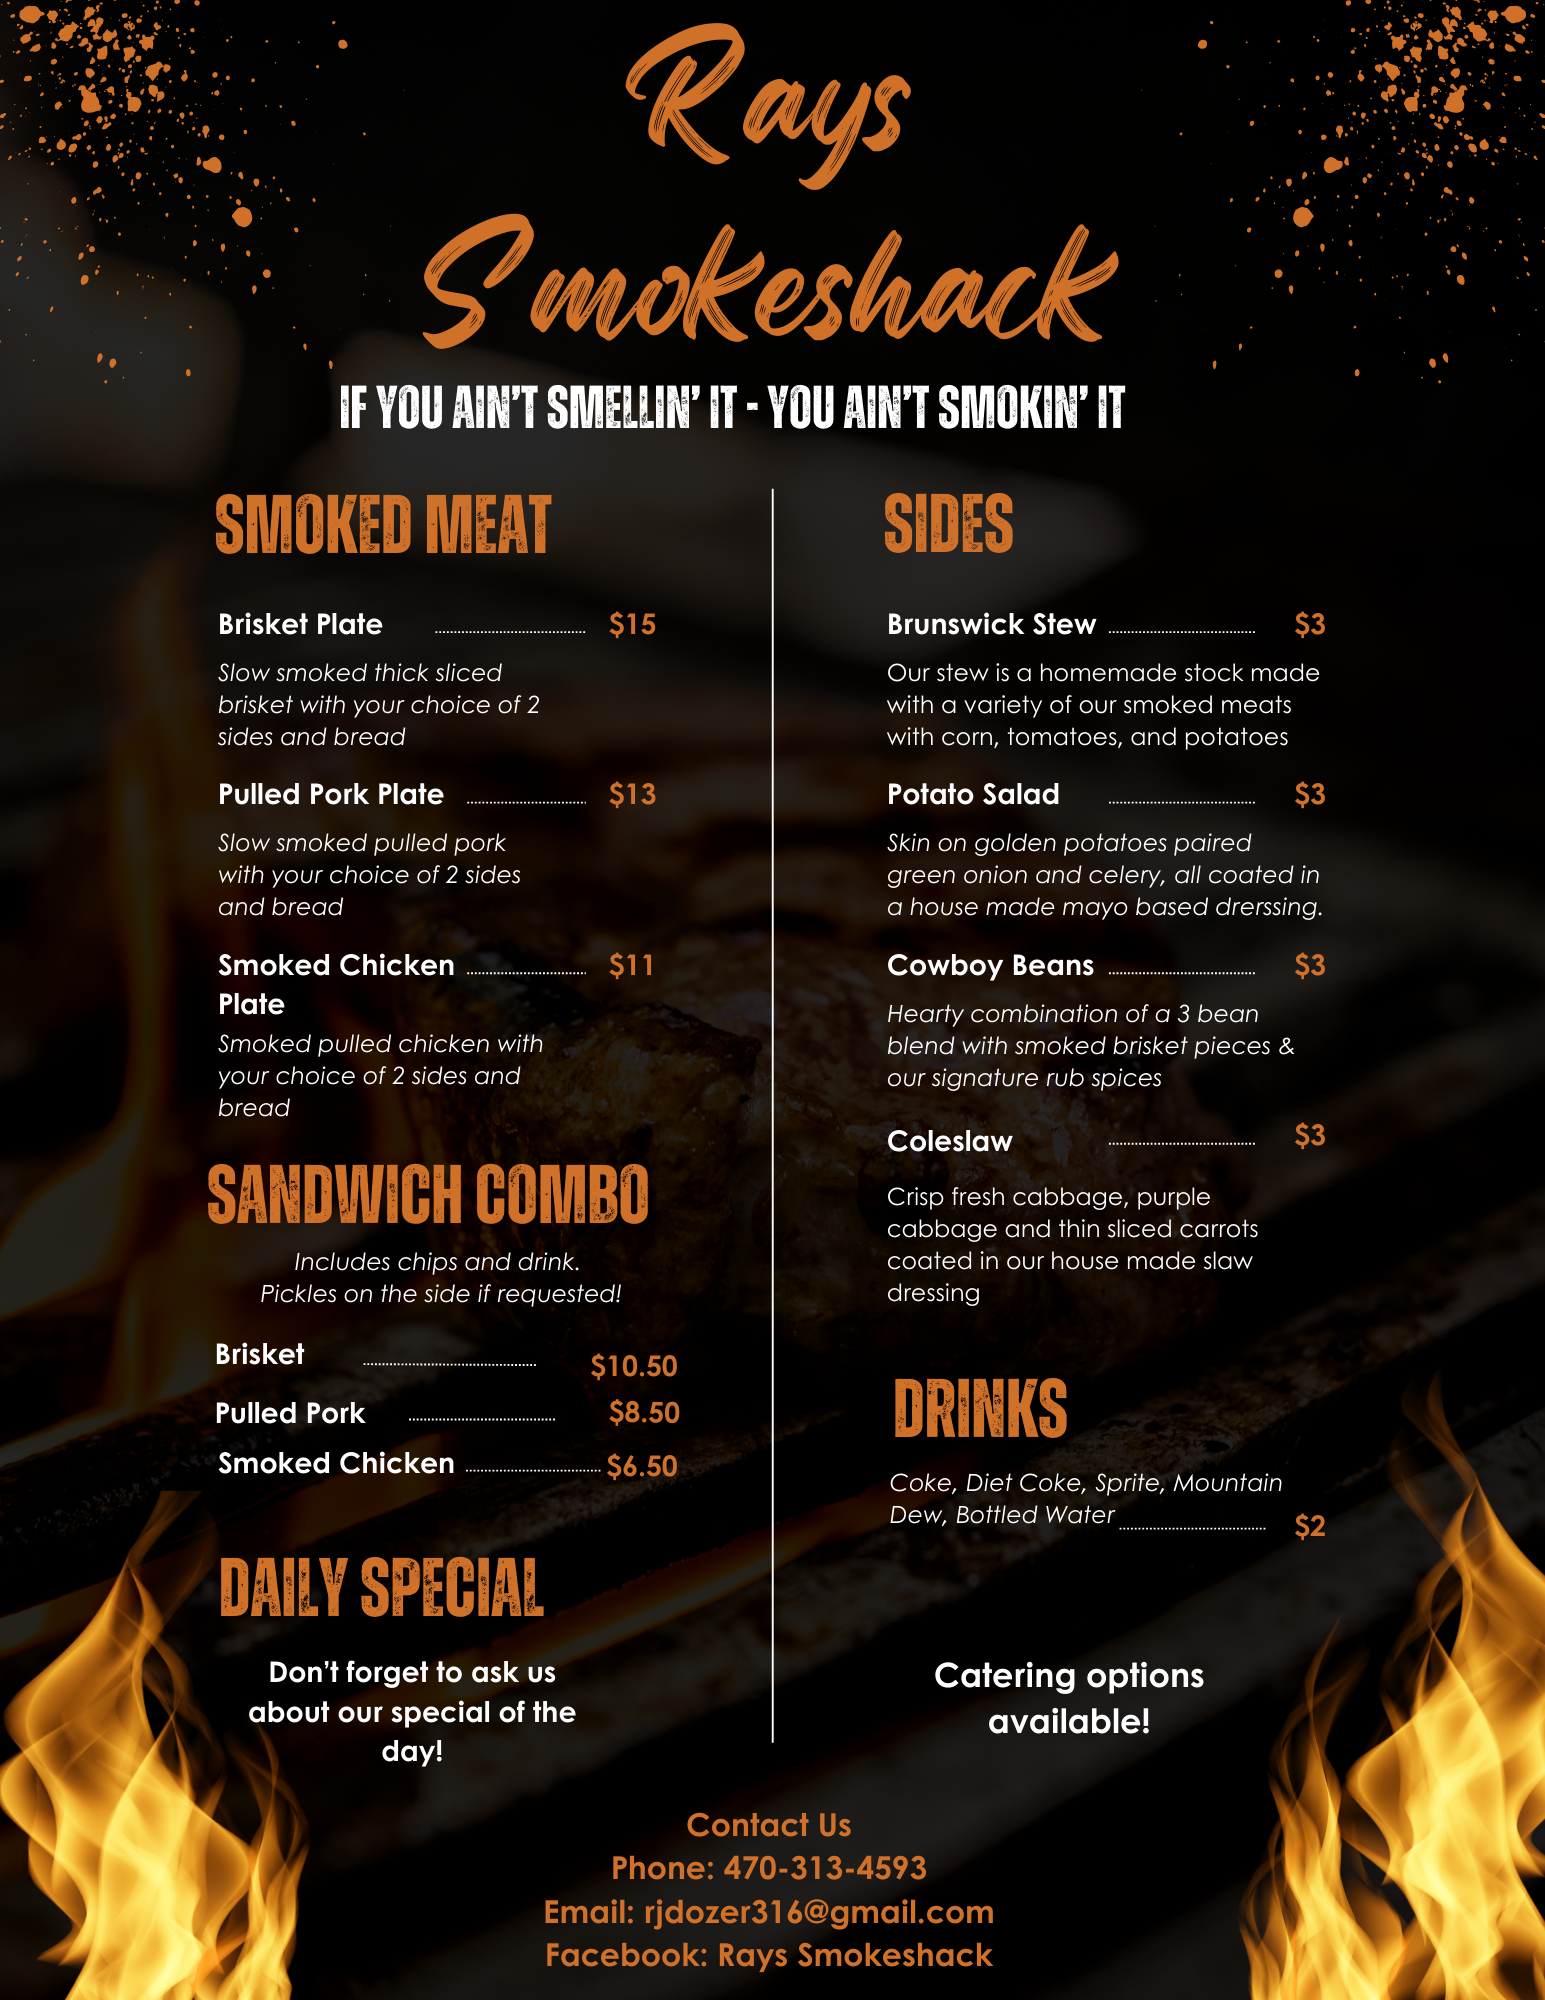 Rays
Smokeshack
IF YOU AIN'T SMELLIN' IT - YOU AIN'T SMOKIN' IT
SMOKED MEAT
Brisket Plate ........ $15
Slow smoked thick sliced
brisket with your choice of 2
sides and bread
Pulled Pork Plate ........ $13
Slow smoked pulled pork
with your choice of 2 sides
and bread
Smoked Chicken ........ $11
Plate
Smoked pulled chicken with
your choice of 2 sides and
bread
SANDWICH COMBO
Includes chips and drink.
Pickles on the side if requested!
Brisket ........ $10.50
Pulled Pork ........ $8.50
Smoked Chicken ........ $6.50
DAILY SPECIAL
Don't forget to ask us
about our special of the
day!
SIDES
Brunswick Stew ........ $3
Our stew is a homemade stock made
with a variety of our smoked meats
with corn, tomatoes, and potatoes
Potato Salad ........ $3
Skin on golden potatoes paired
green onion and celery, all coated in
a house made mayo based drerssing.
Cowboy Beans ........ $3
Hearty combination of a 3 bean
blend with smoked brisket pieces &
our signature rub spices
Coleslaw ........ $3
Crisp fresh cabbage, purple
cabbage and thin sliced carrots
coated in our house made slaw
dressing
DRINKS
Coke, Diet Coke, Sprite, Mountain
Dew, Bottled Water ........ $2
Catering options
available!
Contact Us
Phone: 470-313-4593
Email: rjdozer316@gmail.com
Facebook: Rays Smokeshack